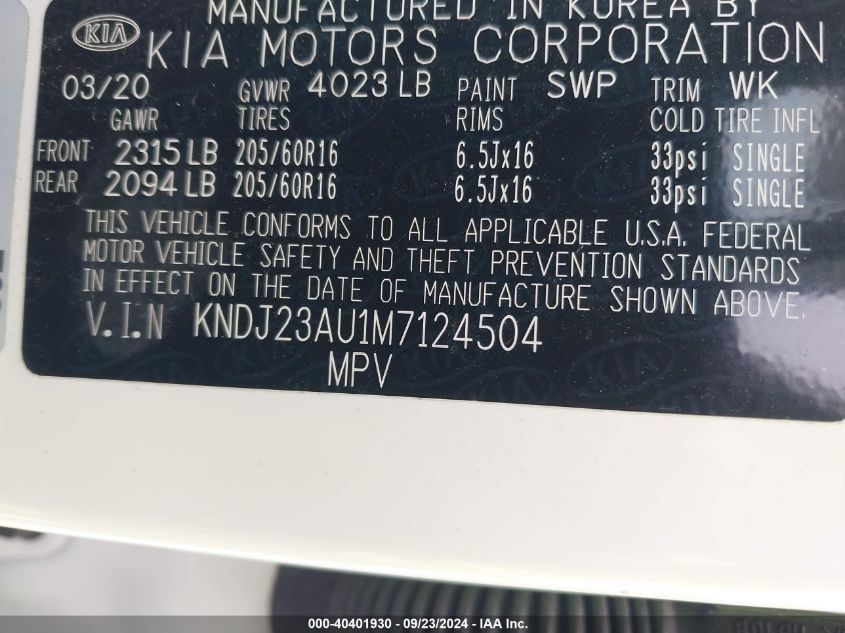 MANUFACTURED IN KOREA BY
KIA KIA MOTORS CORPORATION
03/20 GVWR 4023 LB PAINT SWP TRIM WK
GAWR TIRES RIMS COLD TIRE INFL
FRONT 2315 LB 205/60R16 6.5Jx16 33psi SINGLE
REAR 2094 LB 205/60R16 6.5Jx16 33psi SINGLE
THIS VEHICLE CONFORMS TO ALL APPLICABLE U.S.A. FEDERAL
MOTOR VEHICLE SAFETY AND THEFT PREVENTION STANDARDS
IN EFFECT ON THE DATE OF MANUFACTURE SHOWN ABOVE.
V.I.N KNDJ23AU1M7124504
MPV
000-40401930 - 09/23/2024 - IAA Inc.